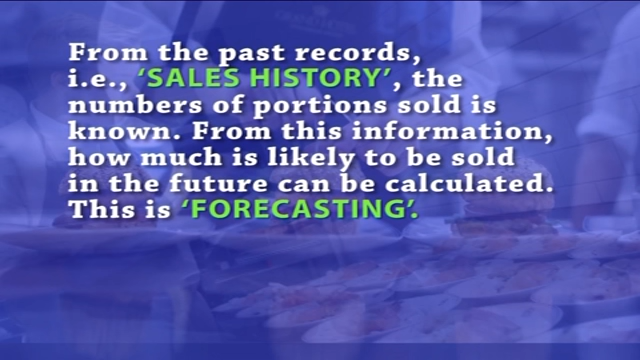 From the past records,
i.e., ‘SALES HISTORY’, the
numbers of portions sold is
known. From this information,
how much is likely to be sold
in the future can be calculated.
This is ‘FORECASTING’.